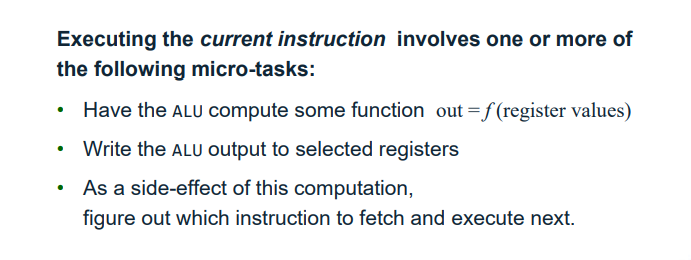 Executing the current instruction involves one or more of
the following micro-tasks:
• Have the ALU compute some function out = f (register values)
• Write the ALU output to selected registers
• As a side-effect of this computation,
figure out which instruction to fetch and execute next.